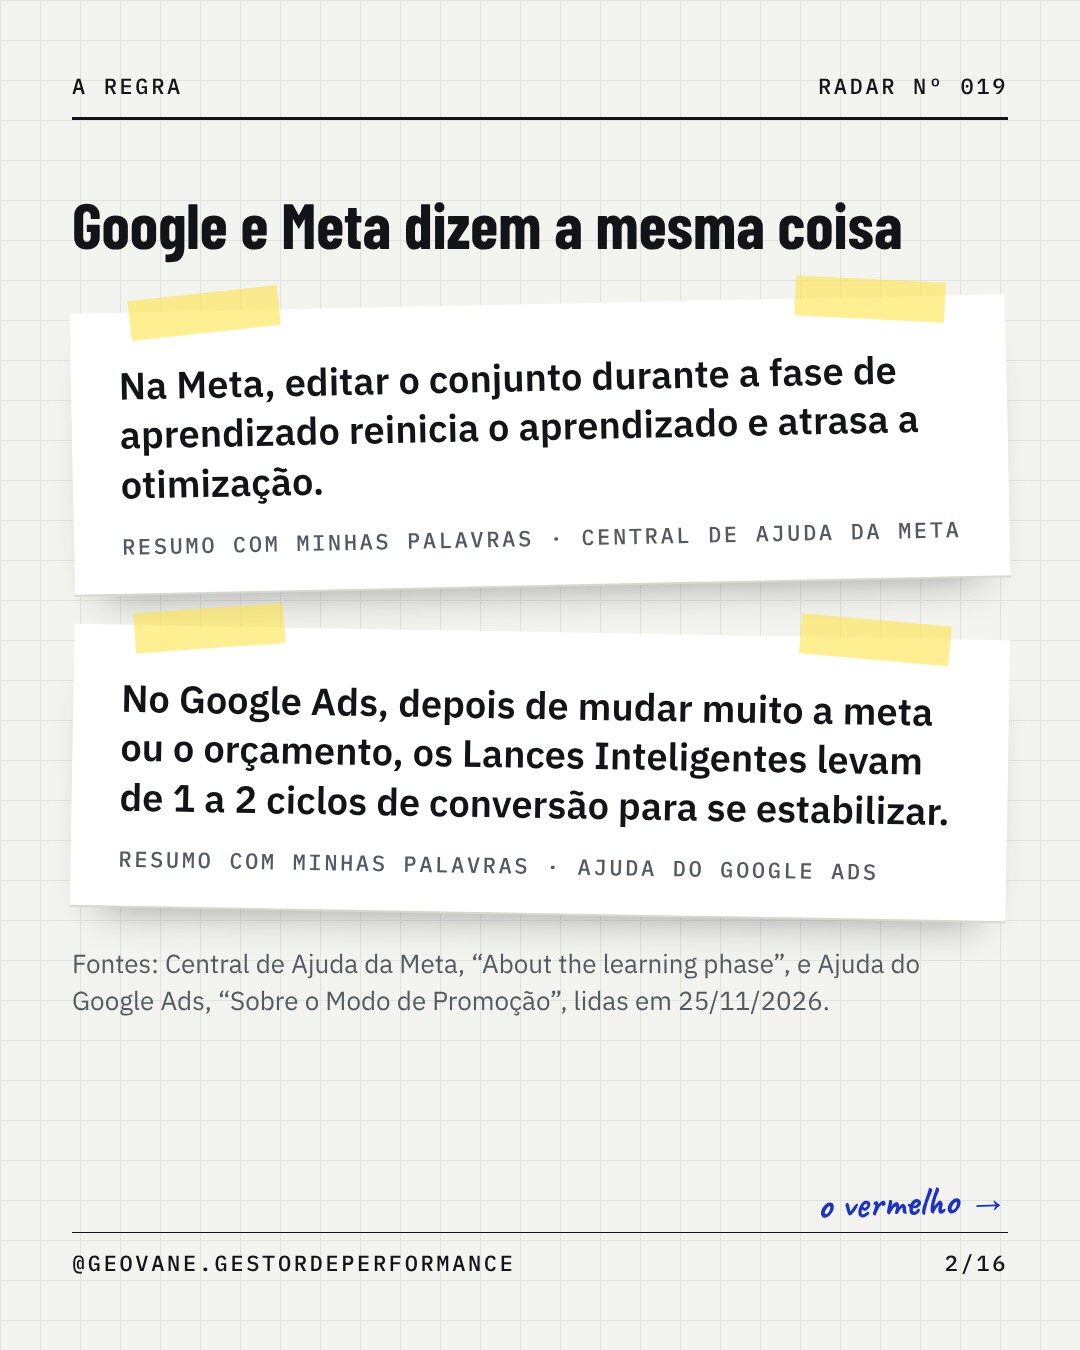 A REGRA
RADAR Nº 019
Google e Meta dizem a mesma coisa
Na Meta, editar o conjunto durante a fase de
aprendizado reinicia o aprendizado e atrasa a
otimização.
RESUMO COM MINHAS PALAVRAS · CENTRAL DE AJUDA DA META
No Google Ads, depois de mudar muito a meta
ou o orçamento, os Lances Inteligentes levam
de 1 a 2 ciclos de conversão para se estabilizar.
RESUMO COM MINHAS PALAVRAS · AJUDA DO GOOGLE ADS
Fontes: Central de Ajuda da Meta, “About the learning phase”, e Ajuda do
Google Ads, “Sobre o Modo de Promoção”, lidas em 25/11/2026.
o vermelho →
@GEOVANE.GESTORDEPERFORMANCE
2/16